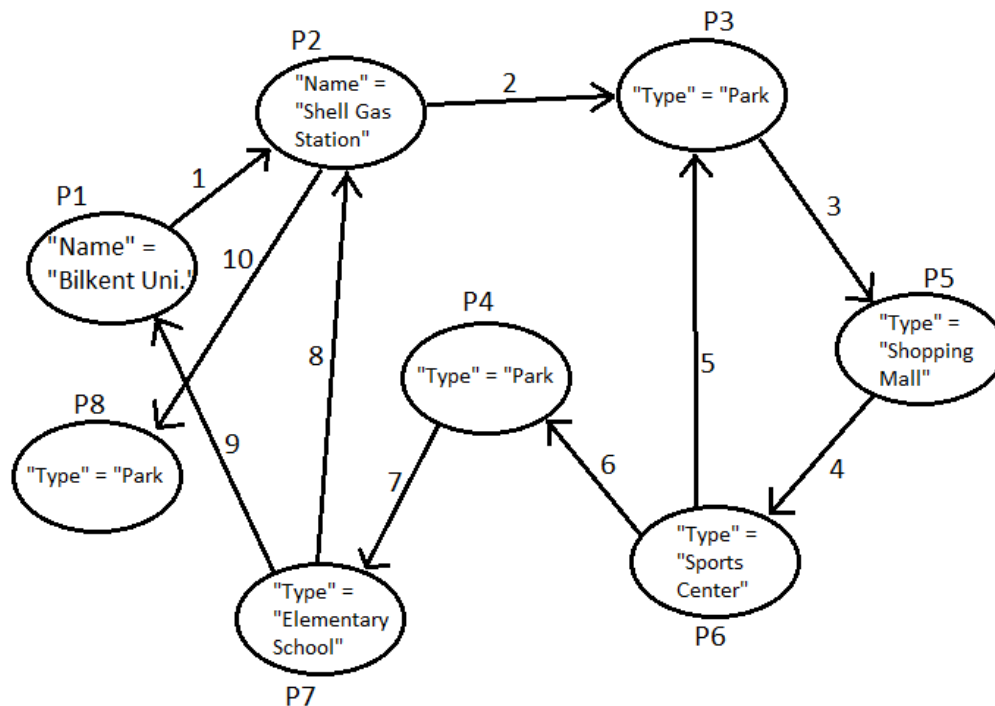 P2
"Name" =
"Shell Gas
Station"
2
P3
"Type" = "Park
1
P1
"Name" =
"Bilkent Uni."
10
3
P5
"Type" =
"Shopping
Mall"
P4
"Type" = "Park
8
5
P8
"Type" = "Park
9
7
6
4
"Type" =
"Sports
Center"
P6
"Type" =
"Elementary
School"
P7